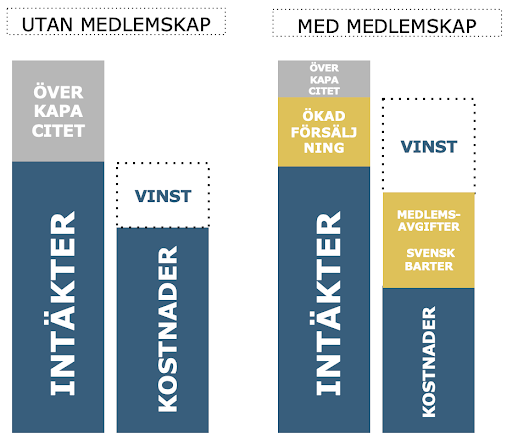 UTAN MEDLEMSKAP
ÖVER
KAPA
CITET
INTÄKTER
VINST
KOSTNADER
MED MEDLEMSKAP
ÖVER
KAPA
CITET
ÖKAD
FÖRSÄLJ
NING
INTÄKTER
VINST
MEDLEMS-
AVGIFTER
SVENSK
BARTER
KOSTNADER